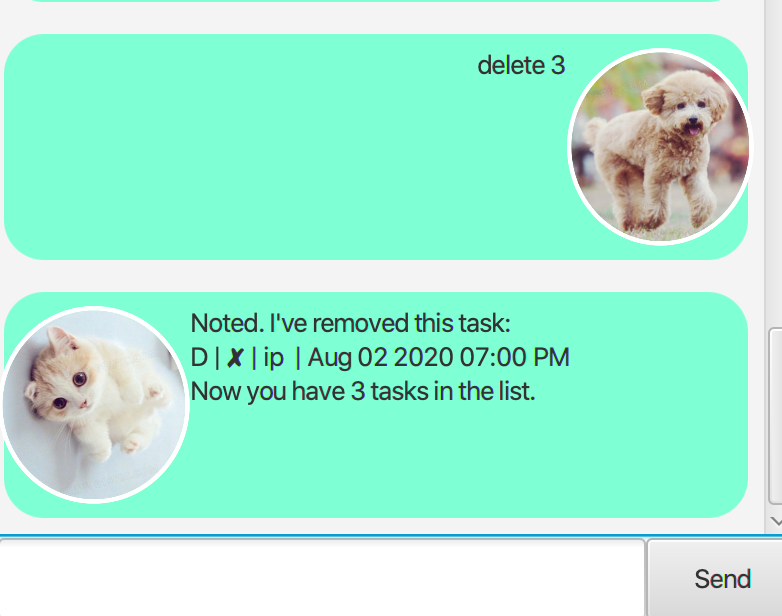 delete 3
Noted. I've removed this task:
D | ✘ | ip  | Aug 02 2020 07:00 PM
Now you have 3 tasks in the list.
Send